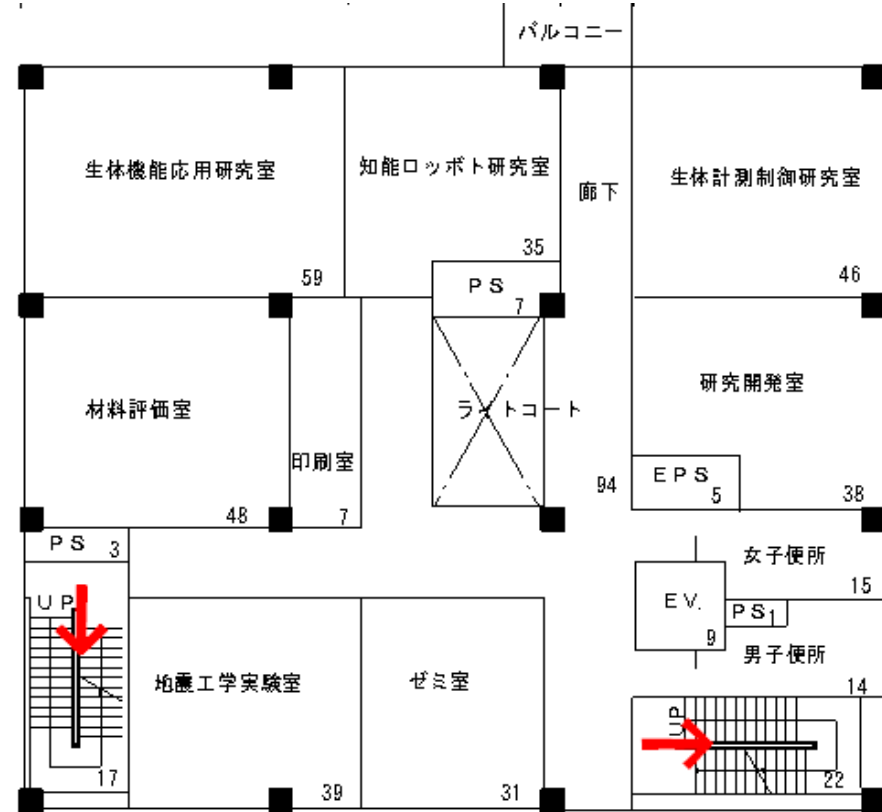 バルコニー
生体機能応用研究室
59
知能ロッボト研究室
35
廊下
生体計測制御研究室
46
PS
7
材料評価室
48
印刷室
7
ライトコート
94
研究開発室
38
EPS
5
PS
3
女子便所
15
EV.
9
PS1
男子便所
14
UP
17
地震工学実験室
39
ゼミ室
31
UP
22